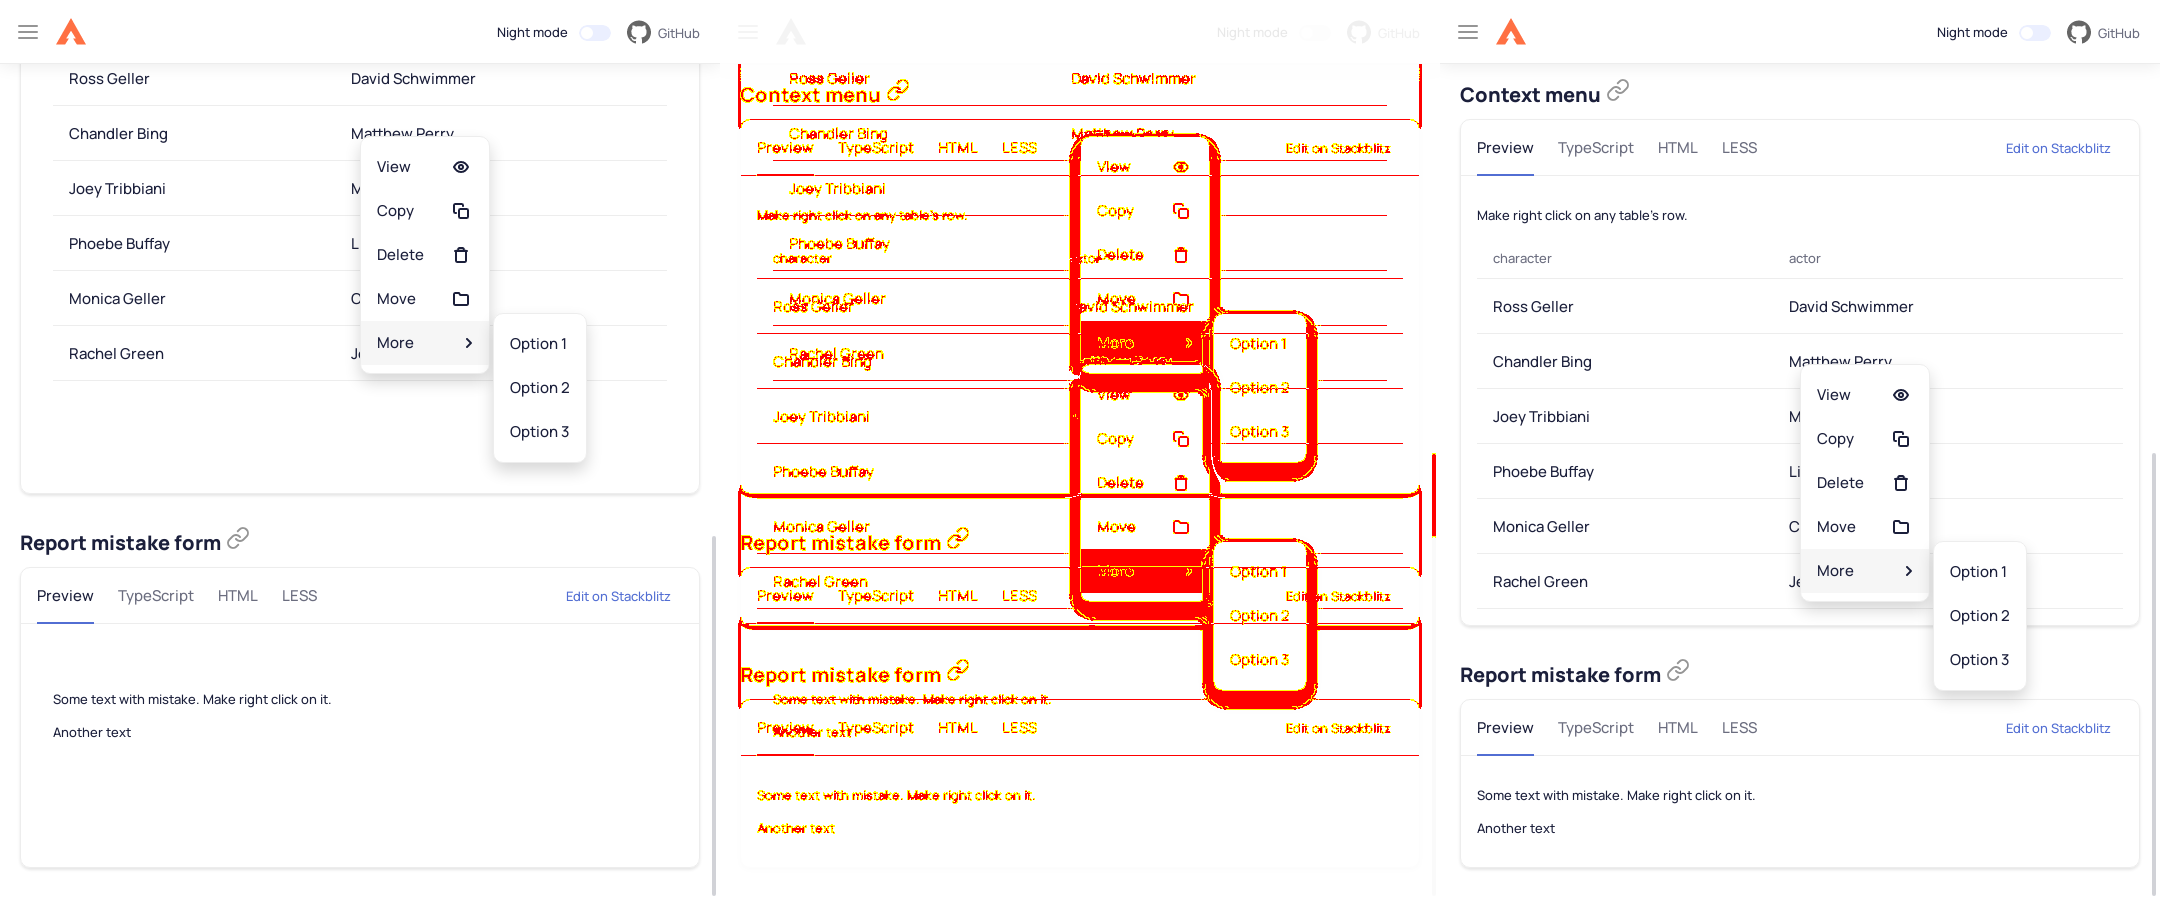 Night mode GitHub
Ross Geller David Schwimmer
Chandler Bing Matthew Perry
Joey Tribbiani M
Phoebe Buffay L
Monica Geller C
Rachel Green Je
View
Copy
Delete
Move
More
Option 1
Option 2
Option 3
Report mistake form
Preview TypeScript HTML LESS Edit on Stackblitz
Some text with mistake. Make right click on it.
Another text
Night mode GitHub
Ross Geller David Schwimmer
Context menu
Chandler Bing Matthew Perry
Preview TypeScript HTML LESS Edit on Stackblitz
View
Joey Tribbiani
Copy
Make right click on any table's row.
Phoebe Buffay
Delete
character
Monica Geller
Move
Ross Geller David Schwimmer
More
Option 1
Rachel Green
Chandler Bing
Option 2
View
Joey Tribbiani
Option 3
Copy
Phoebe Buffay
Delete
Monica Geller
Move
Report mistake form
More
Option 1
Rachel Green
Preview TypeScript HTML LESS Edit on Stackblitz
Option 2
Option 3
Report mistake form
Some text with mistake. Make right click on it.
Preview TypeScript HTML LESS Edit on Stackblitz
Another text
Some text with mistake. Make right click on it.
Another text
Night mode GitHub
Context menu
Preview TypeScript HTML LESS Edit on Stackblitz
Make right click on any table's row.
character actor
Ross Geller David Schwimmer
Chandler Bing Matthew Perry
Joey Tribbiani M
Phoebe Buffay Li
Monica Geller C
Rachel Green Je
View
Copy
Delete
Move
More
Option 1
Option 2
Option 3
Report mistake form
Preview TypeScript HTML LESS Edit on Stackblitz
Some text with mistake. Make right click on it.
Another text